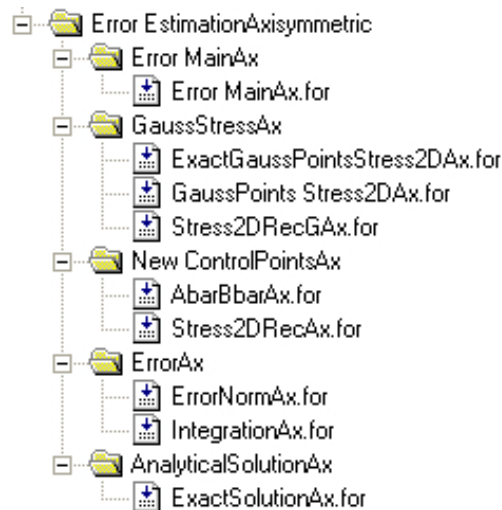 Error EstimationAxisymmetric
Error MainAx
Error MainAx.for
GaussStressAx
ExactGaussPointsStress2DAx.for
GaussPoints Stress2DAx.for
Stress2DRecGAx.for
New ControlPointsAx
AbarBbarAx.for
Stress2DRecAx.for
ErrorAx
ErrorNormAx.for
IntegrationAx.for
AnalyticalSolutionAx
ExactSolutionAx.for